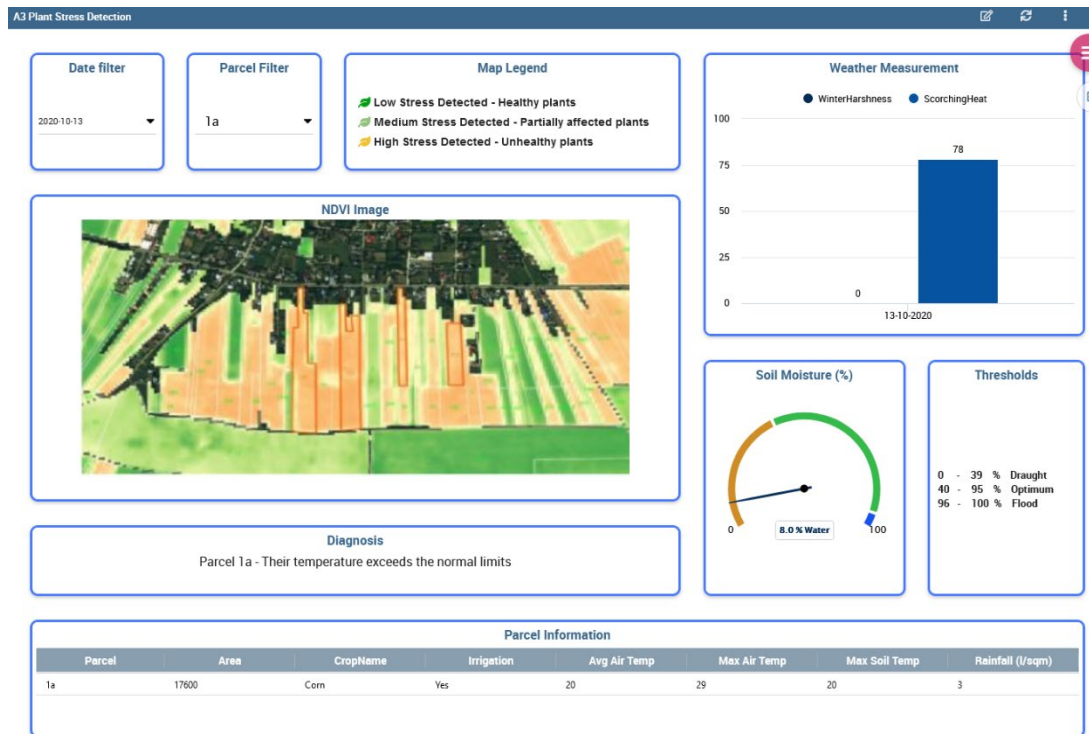 A3 Plant Stress Detection
Date filter
2020-10-13
Parcel Filter
1a
Map Legend
Low Stress Detected - Healthy plants
Medium Stress Detected - Partially affected plants
High Stress Detected - Unhealthy plants
Weather Measurement
WinterHarshness ScorchingHeat
100
75
50
25
0
78
0
13-10-2020
NDVI Image
Soil Moisture (%)
0 8.0 % Water 100
Thresholds
0 - 39 % Draught
40 - 95 % Optimum
96 - 100 % Flood
Diagnosis
Parcel 1a - Their temperature exceeds the normal limits
Parcel Information
Parcel Area CropName Irrigation Avg Air Temp Max Air Temp Max Soil Temp Rainfall (l/sqm)
1a 17600 Corn Yes 20 29 20 3